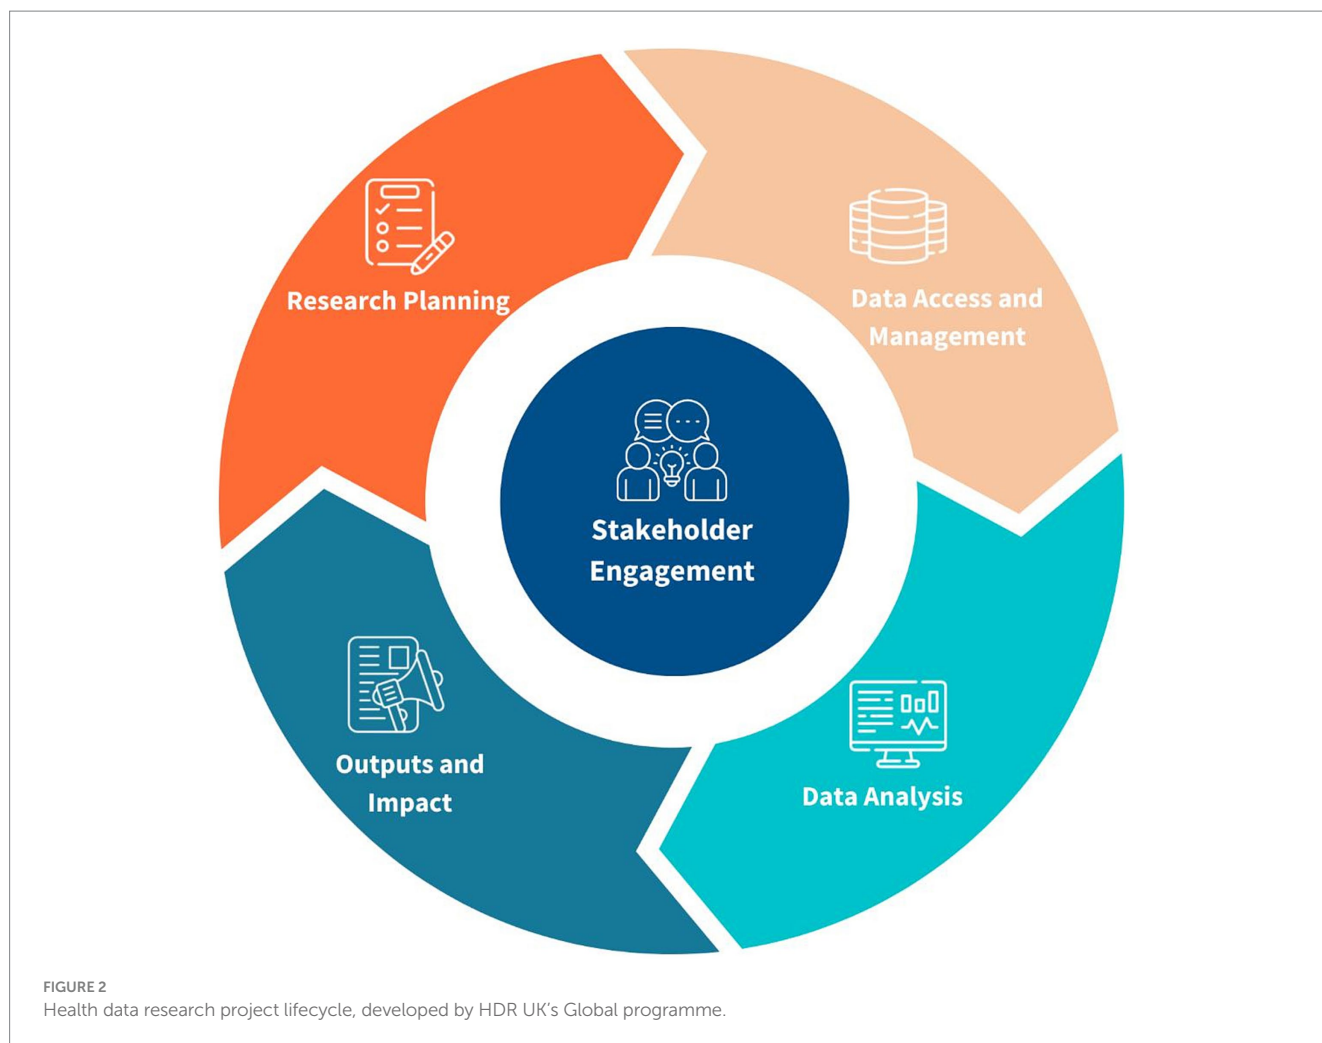 Research Planning
Data Access and
Management
Stakeholder
Engagement
Outputs and
Impact
Data Analysis
FIGURE 2
Health data research project lifecycle, developed by HDR UK’s Global programme.